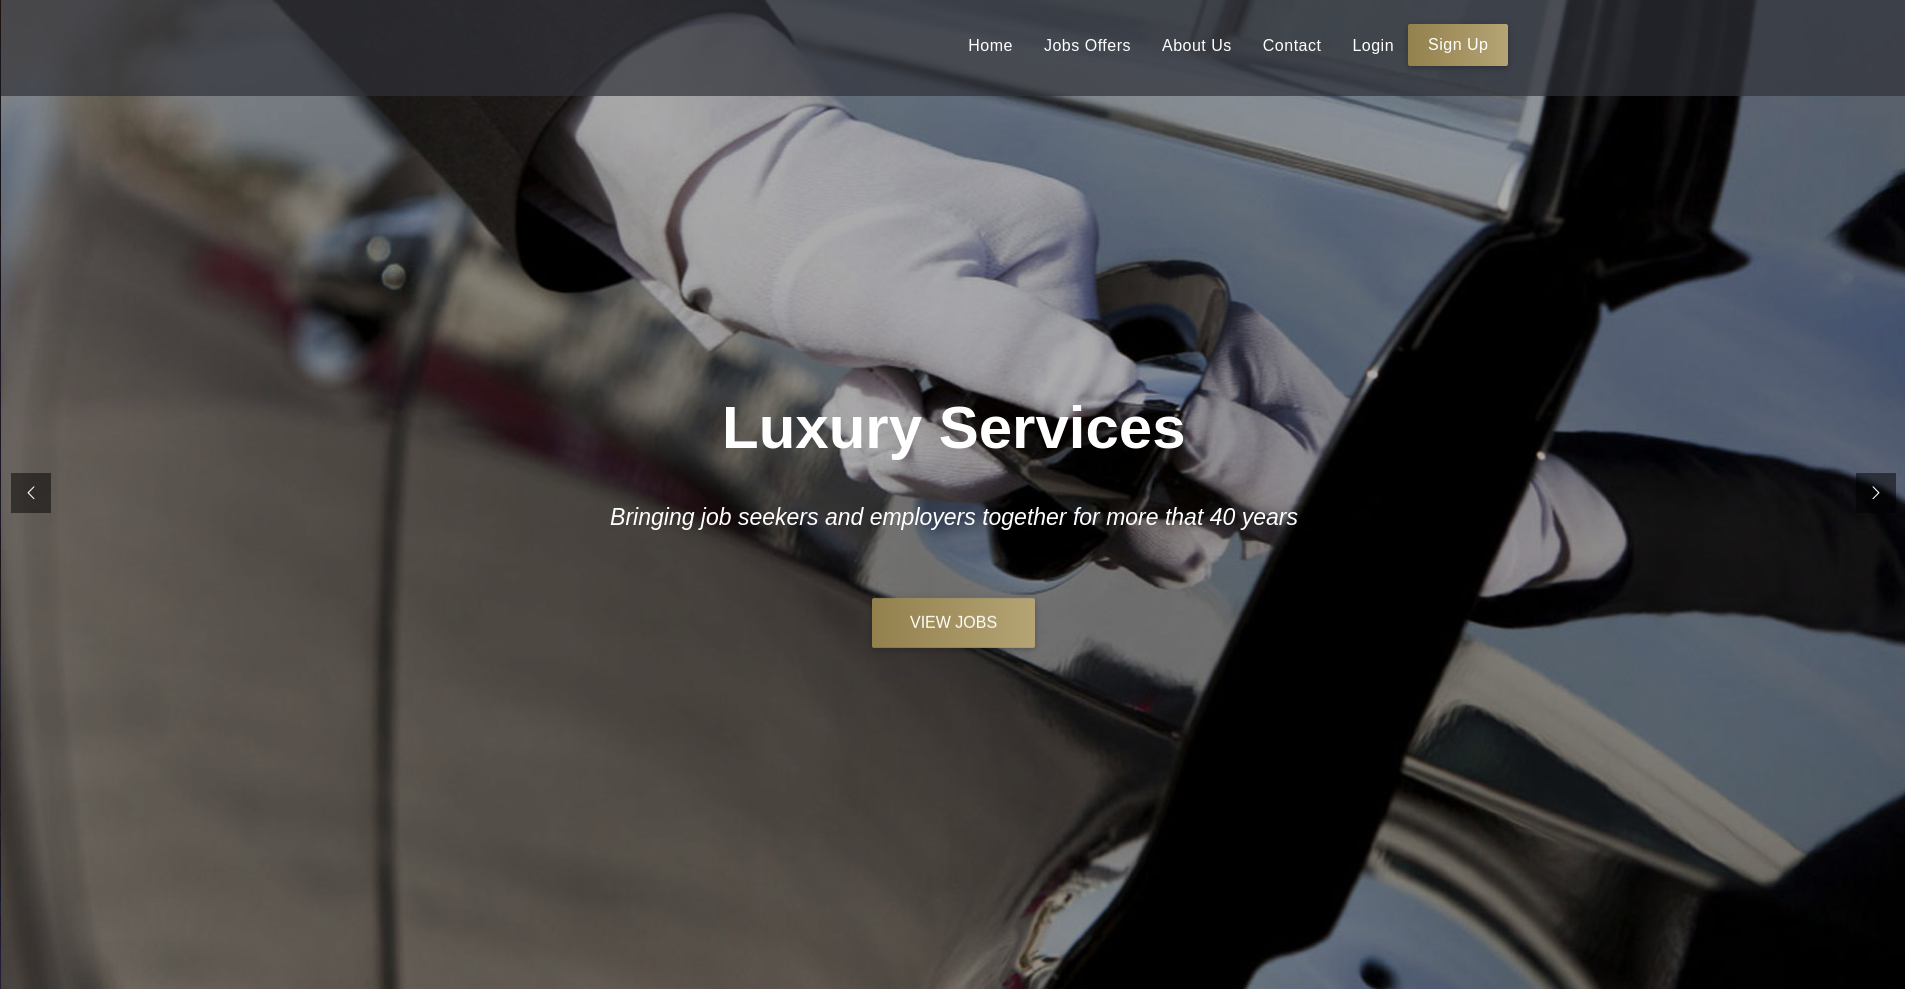 Home Jobs Offers About Us Contact Login Sign Up
Luxury Services
Bringing job seekers and employers together for more that 40 years
VIEW JOBS